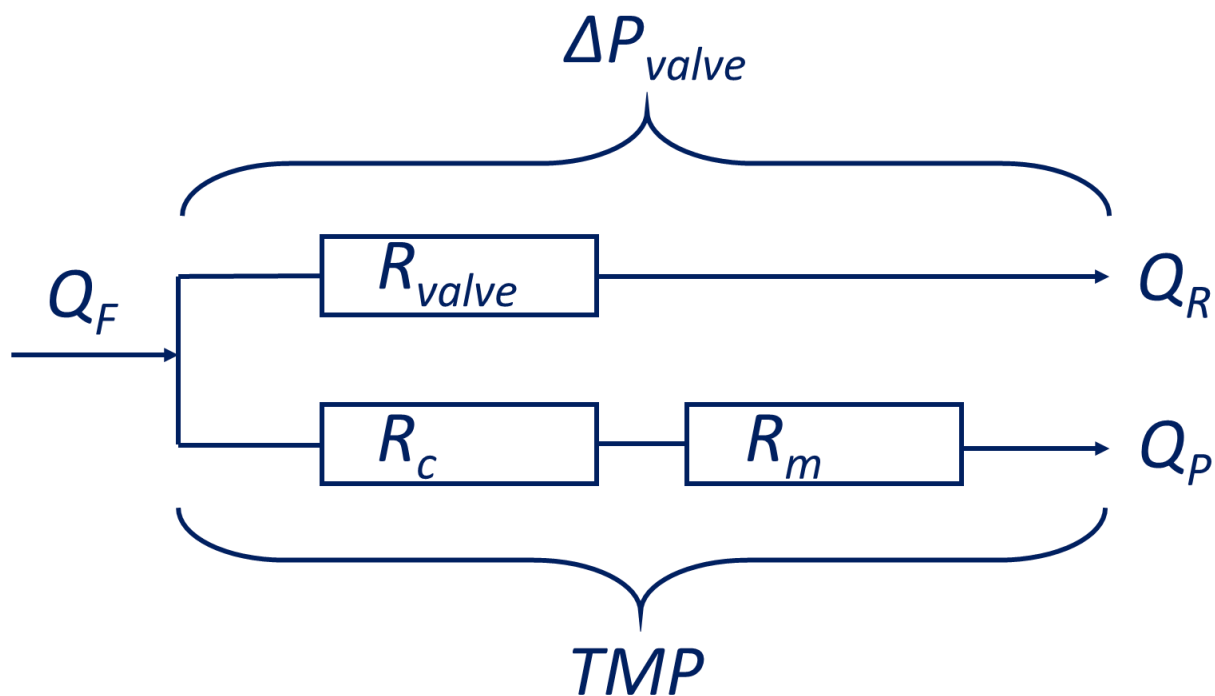 ΔP_valve
R_valve
Q_R
Q_F
R_c
R_m
Q_P
TMP